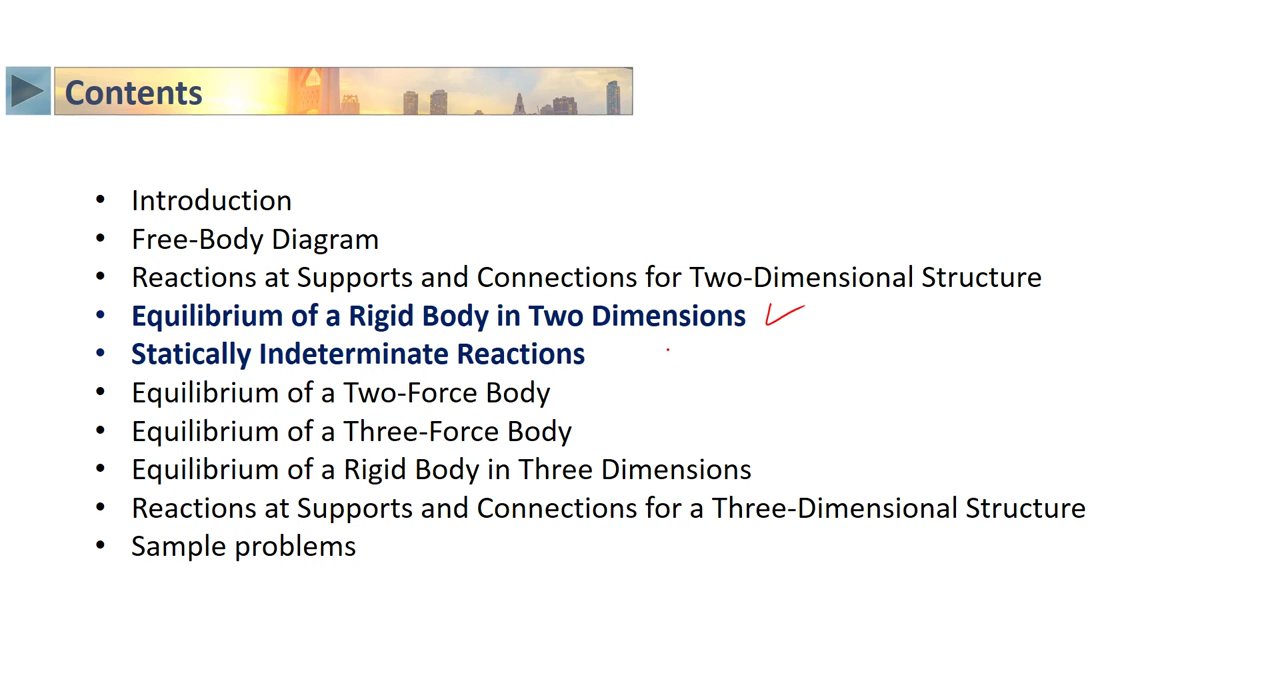 Contents
• Introduction
• Free-Body Diagram
• Reactions at Supports and Connections for Two-Dimensional Structure
• Equilibrium of a Rigid Body in Two Dimensions
• Statically Indeterminate Reactions
• Equilibrium of a Two-Force Body
• Equilibrium of a Three-Force Body
• Equilibrium of a Rigid Body in Three Dimensions
• Reactions at Supports and Connections for a Three-Dimensional Structure
• Sample problems